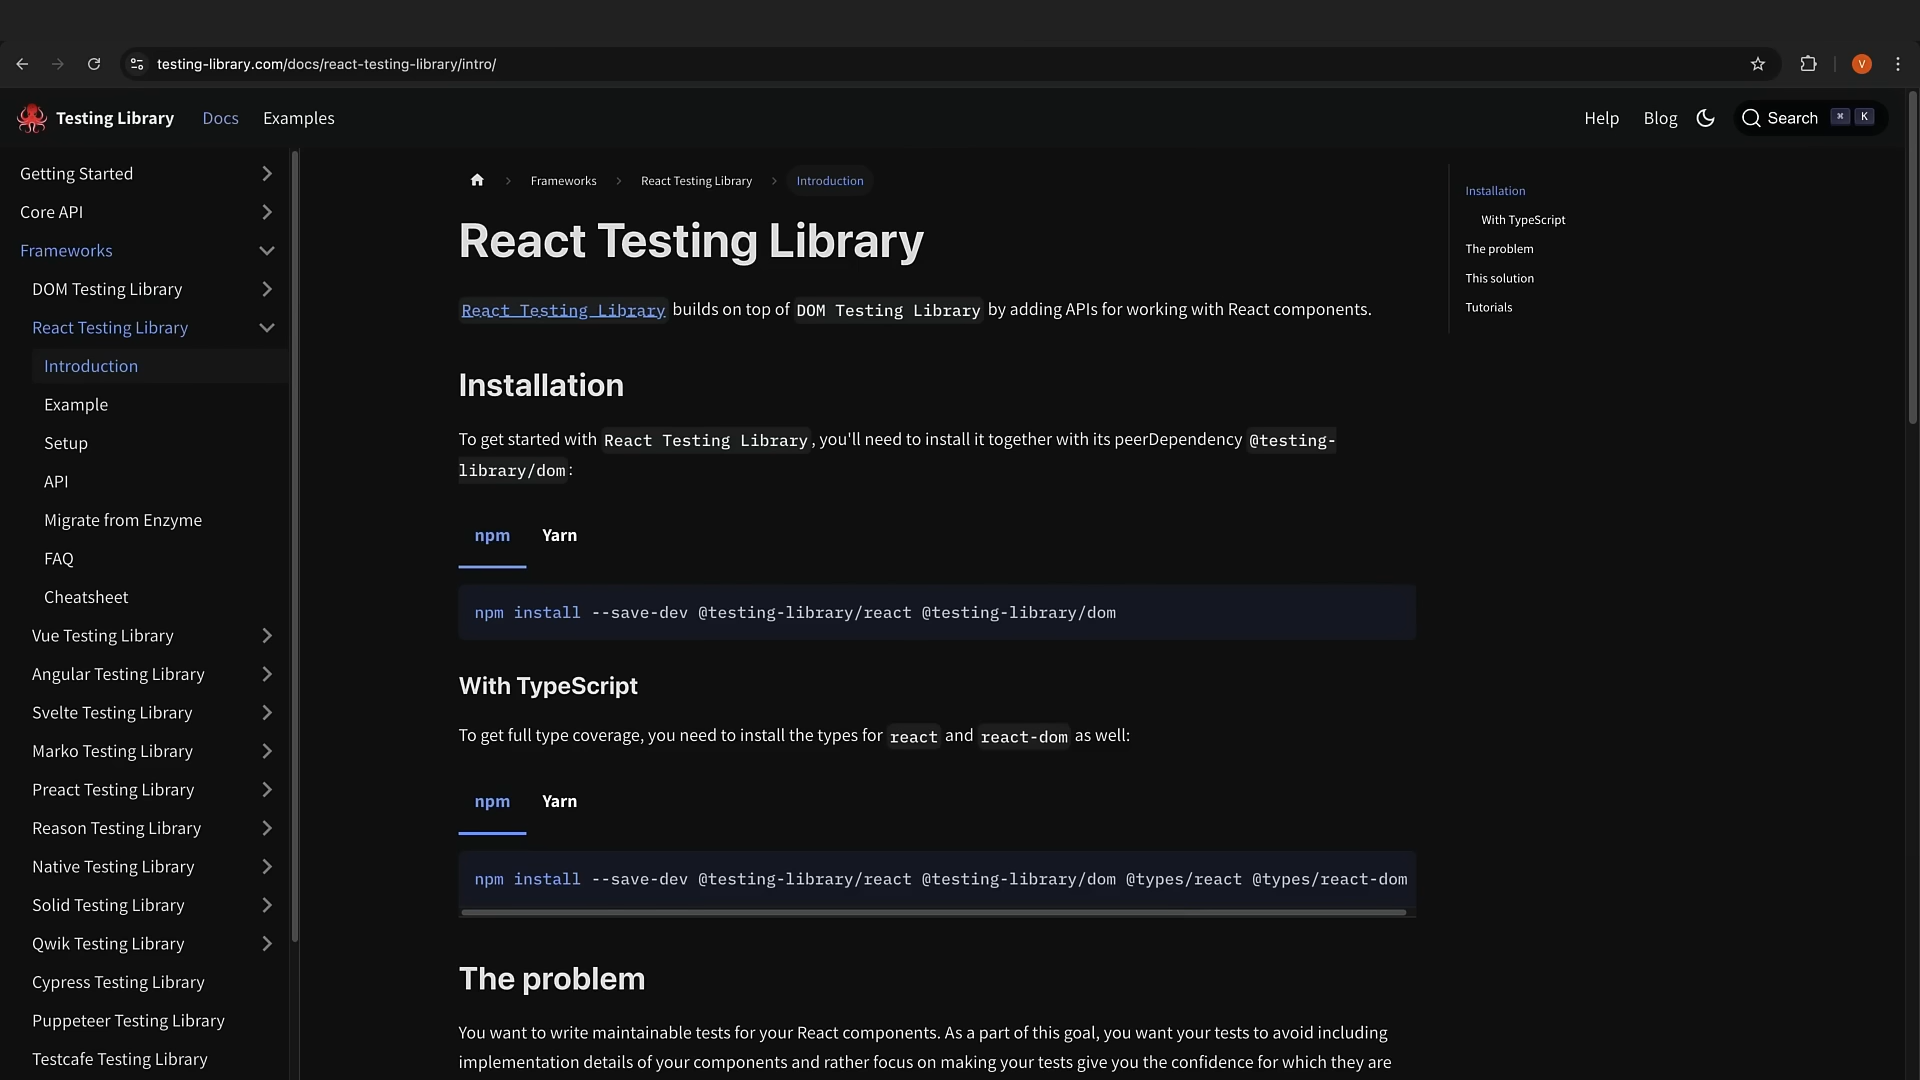 testing-library.com/docs/react-testing-library/intro/
V
Testing Library
Docs
Examples
Help
Blog
Search
⌘
K
Getting Started
Core API
Frameworks
DOM Testing Library
React Testing Library
Introduction
Example
Setup
API
Migrate from Enzyme
FAQ
Cheatsheet
Vue Testing Library
Angular Testing Library
Svelte Testing Library
Marko Testing Library
Preact Testing Library
Reason Testing Library
Native Testing Library
Solid Testing Library
Qwik Testing Library
Cypress Testing Library
Puppeteer Testing Library
Testcafe Testing Library
Frameworks
React Testing Library
Introduction
React Testing Library
React Testing Library builds on top of DOM Testing Library by adding APIs for working with React components.
Installation
To get started with React Testing Library, you'll need to install it together with its peerDependency @testing-
library/dom:
npm
Yarn
npm install --save-dev @testing-library/react @testing-library/dom
With TypeScript
To get full type coverage, you need to install the types for react and react-dom as well:
npm
Yarn
npm install --save-dev @testing-library/react @testing-library/dom @types/react @types/react-dom
The problem
You want to write maintainable tests for your React components. As a part of this goal, you want your tests to avoid including
implementation details of your components and rather focus on making your tests give you the confidence for which they are
Installation
With TypeScript
The problem
This solution
Tutorials